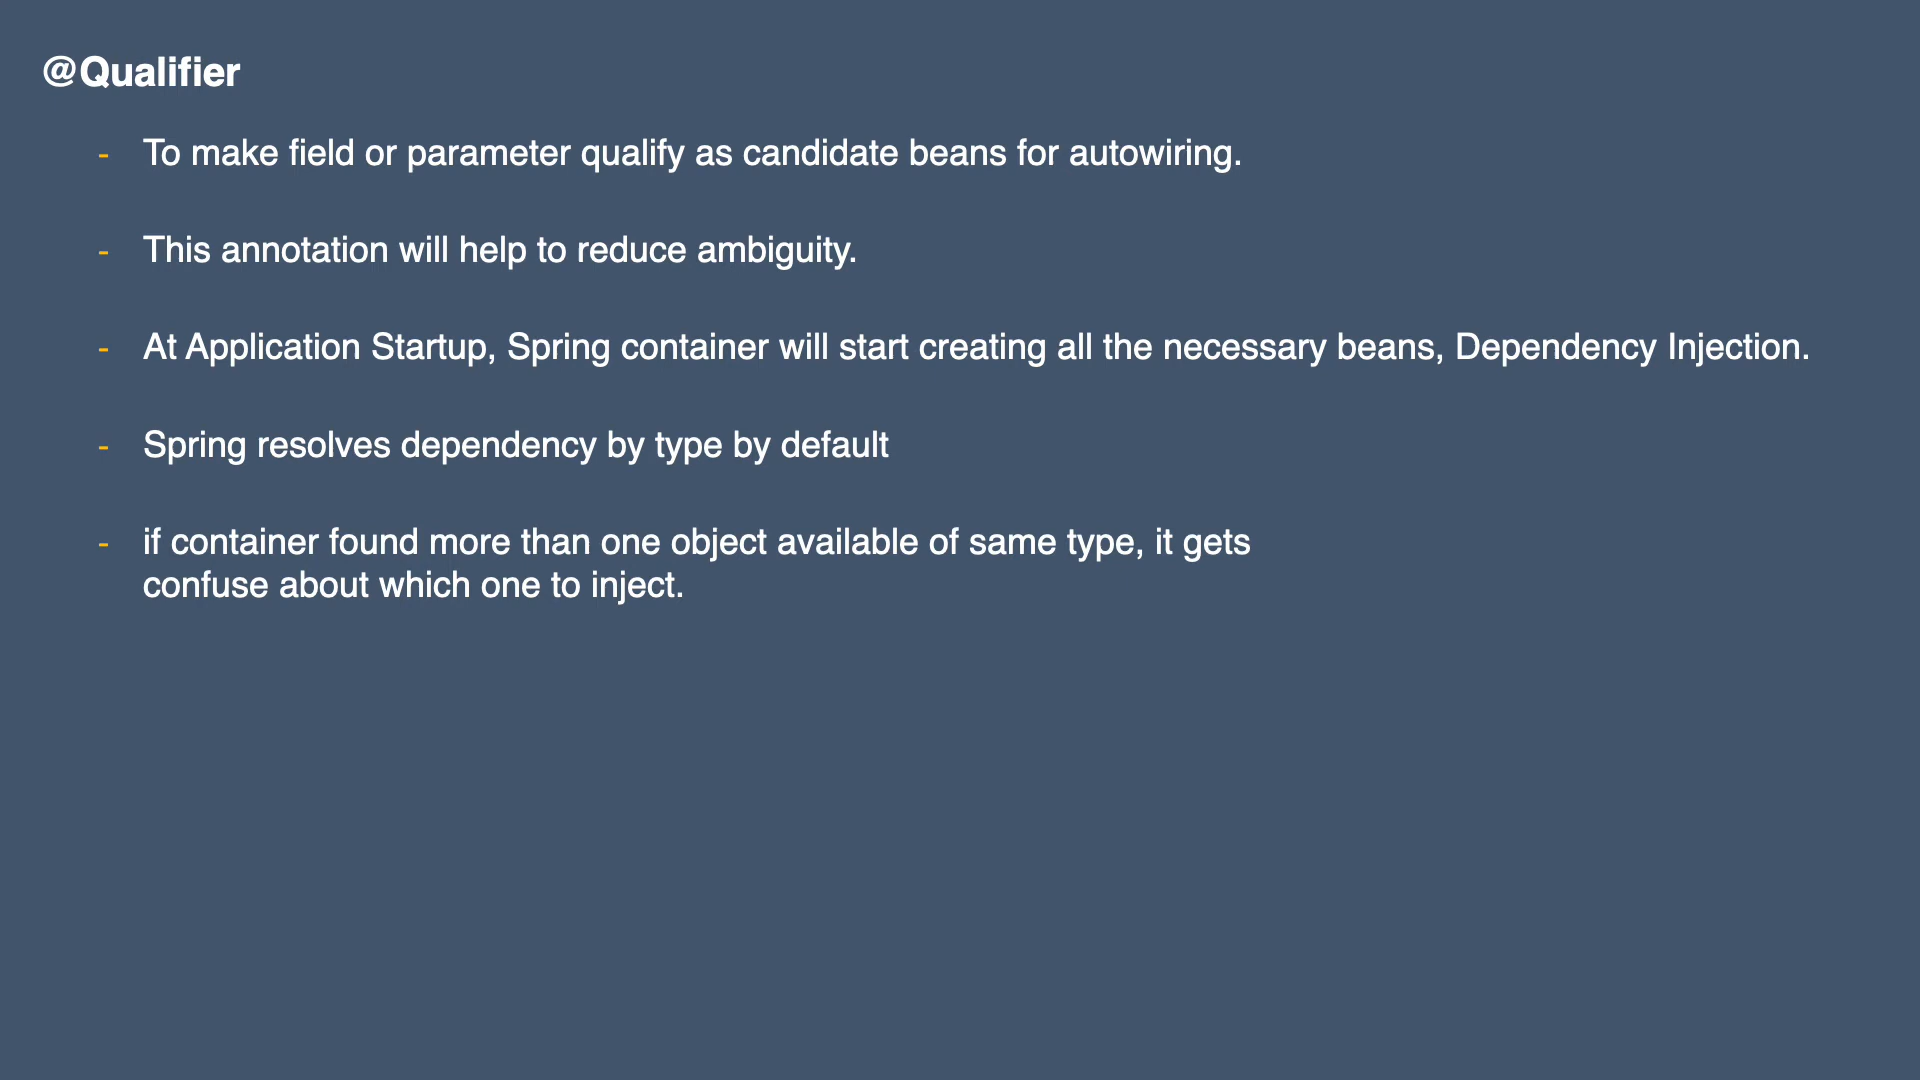 @Qualifier
- To make field or parameter qualify as candidate beans for autowiring.
- This annotation will help to reduce ambiguity.
- At Application Startup, Spring container will start creating all the necessary beans, Dependency Injection.
- Spring resolves dependency by type by default
- if container found more than one object available of same type, it gets
confuse about which one to inject.